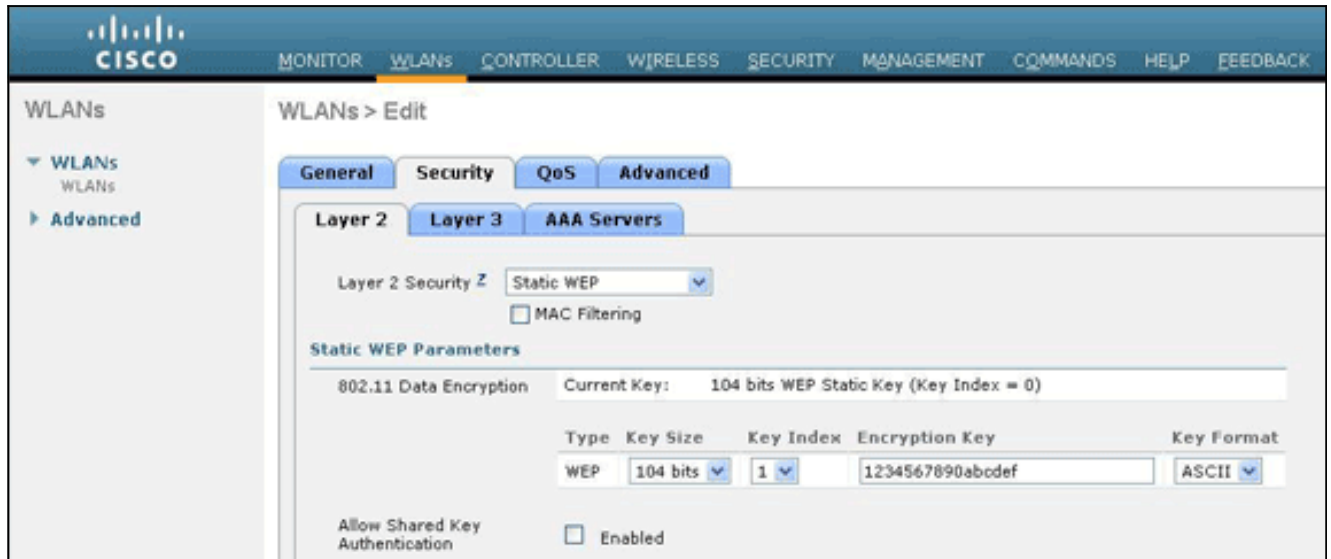 CISCO
MONITOR WLANs CONTROLLER WIRELESS SECURITY MANAGEMENT COMMANDS HELP FEEDBACK
WLANs
WLANs > Edit
WLANs
WLANs
Advanced
General Security QoS Advanced
Layer 2 Layer 3 AAA Servers
Layer 2 Security Z Static WEP
MAC Filtering
Static WEP Parameters
802.11 Data Encryption Current Key: 104 bits WEP Static Key (Key Index = 0)
Type Key Size Key Index Encryption Key Key Format
WEP 104 bits 1 1234567890abcdef ASCII
Allow Shared Key
Authentication
Enabled